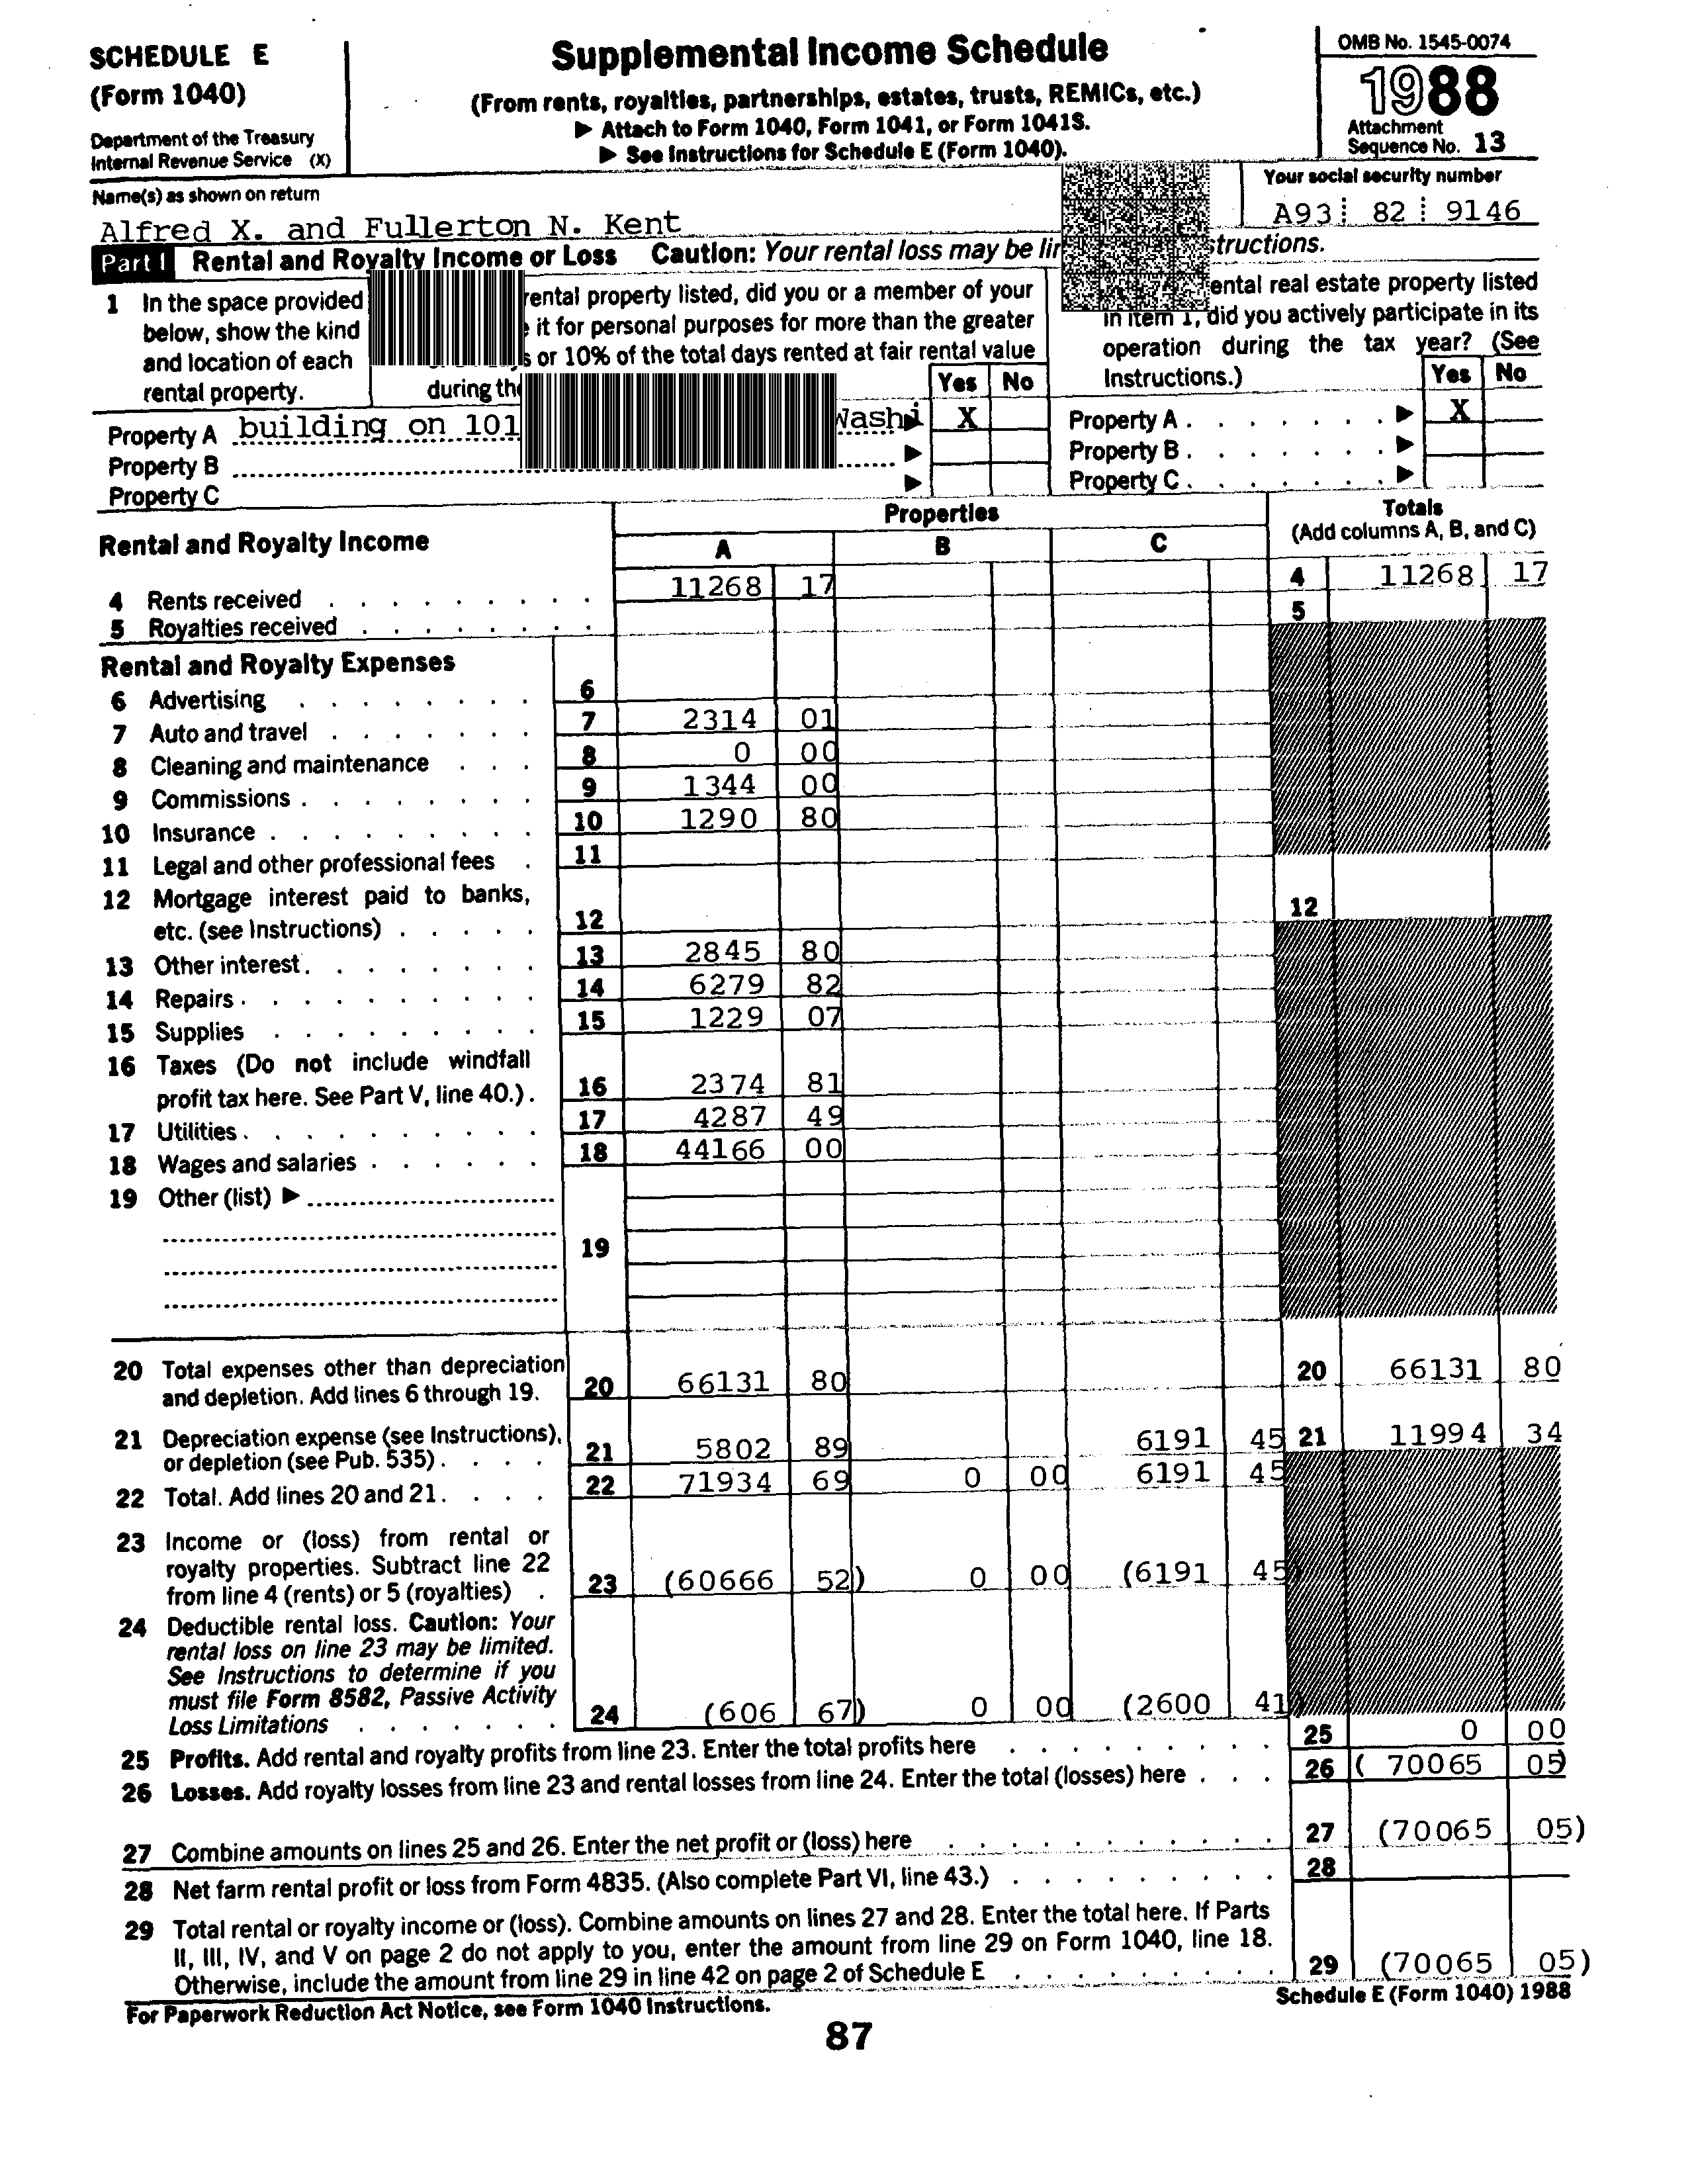 SCHEDULE E
(Form 1040)
Department of the Treasury
Internal Revenue Service (X)
Supplemental Income Schedule
(From rents, royalties, partnerships, estates, trusts, REMICs, etc.)
▶ Attach to Form 1040, Form 1041, or Form 1041S.
▶ See Instructions for Schedule E (Form 1040).
OMB No. 1545-0074
1988
Attachment
Sequence No. 13
Name(s) as shown on return
Alfred X. and Fullerton N. Kent
Your social security number
A93 82 9146
Part I Rental and Royalty Income or Loss Caution: Your rental loss may be structions.
1 In the space provided
below, show the kind
and location of each
rental property.
rental property listed, did you or a member of your
it for personal purposes for more than the greater
or 10% of the total days rented at fair rental value
during
Yes No
ental real estate property listed
in item 1, did you actively participate in its
operation during the tax year? (See
Instructions.)
Yes No
Property A building on 101 Washi ▶ X
Property B ▶
Property C ▶
Property A . . . . . . . ▶ X
Property B . . . . . . . ▶
Property C . . . . . . . ▶
Rental and Royalty Income
Properties
A B C
Totals
(Add columns A, B, and C)
4 Rents received 11268 17 4 11268 17
5 Royalties received 5
Rental and Royalty Expenses
6 Advertising 6
7 Auto and travel 7 2314 01
8 Cleaning and maintenance 8 0 00
9 Commissions 9 1344 00
10 Insurance 10 1290 80
11 Legal and other professional fees 11
12 Mortgage interest paid to banks,
etc. (see Instructions) 12 12
13 Other interest 13 2845 80
14 Repairs 14 6279 82
15 Supplies 15 1229 07
16 Taxes (Do not include windfall
profit tax here. See Part V, line 40.) 16 2374 81
17 Utilities 17 4287 49
18 Wages and salaries 18 44166 00
19 Other (list) ▶
19
20 Total expenses other than depreciation
and depletion. Add lines 6 through 19. 20 66131 80 20 66131 80
21 Depreciation expense (see Instructions),
or depletion (see Pub. 535) 21 5802 89 6191 45 21 11994 34
22 Total. Add lines 20 and 21 22 71934 69 0 00 6191 45
23 Income or (loss) from rental or
royalty properties. Subtract line 22
from line 4 (rents) or 5 (royalties) 23 (60666 52) 0 00 (6191 45)
24 Deductible rental loss. Caution: Your
rental loss on line 23 may be limited.
See Instructions to determine if you
must file Form 8582, Passive Activity
Loss Limitations 24 (606 67) 0 00 (2600 41)
25 Profits. Add rental and royalty profits from line 23. Enter the total profits here 25 0 00
26 Losses. Add royalty losses from line 23 and rental losses from line 24. Enter the total (losses) here 26 ( 70065 05)
27 Combine amounts on lines 25 and 26. Enter the net profit or (loss) here 27 (70065 05)
28 Net farm rental profit or loss from Form 4835. (Also complete Part VI, line 43.) 28
29 Total rental or royalty income or (loss). Combine amounts on lines 27 and 28. Enter the total here. If Parts
II, III, IV, and V on page 2 do not apply to you, enter the amount from line 29 on Form 1040, line 18.
Otherwise, include the amount from line 29 in line 42 on page 2 of Schedule E 29 (70065 05)
For Paperwork Reduction Act Notice, see Form 1040 Instructions.
Schedule E (Form 1040) 1988
87